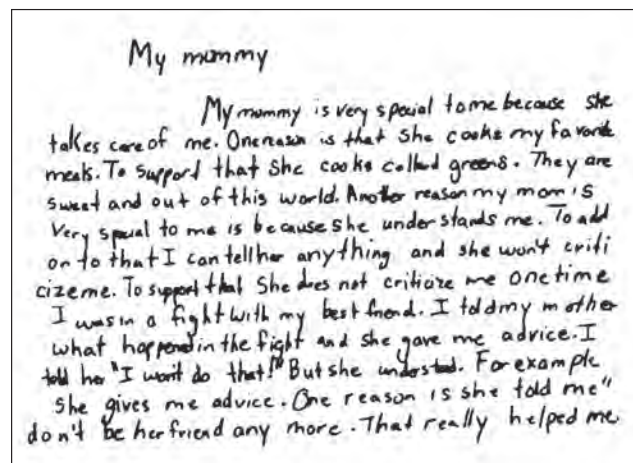 My mommy
My mommy is very special to me because she
takes care of me. One reason is that she cooks my favorite
meals. To support that she cooks collard greens. They are
sweet and out of this world. Another reason my mom is
very special to me is because she understands me. To add
on to that I can tell her anything and she won't criti
cize me. To support that she does not critize me one time
I was in a fight with my best friend. I told my mother
what happened in the fight and she gave me advice. I
told her "I won't do that!" But she understood. For example
she gives me advice. One reason is she told me"
don't be her friend any more. That really helped me.